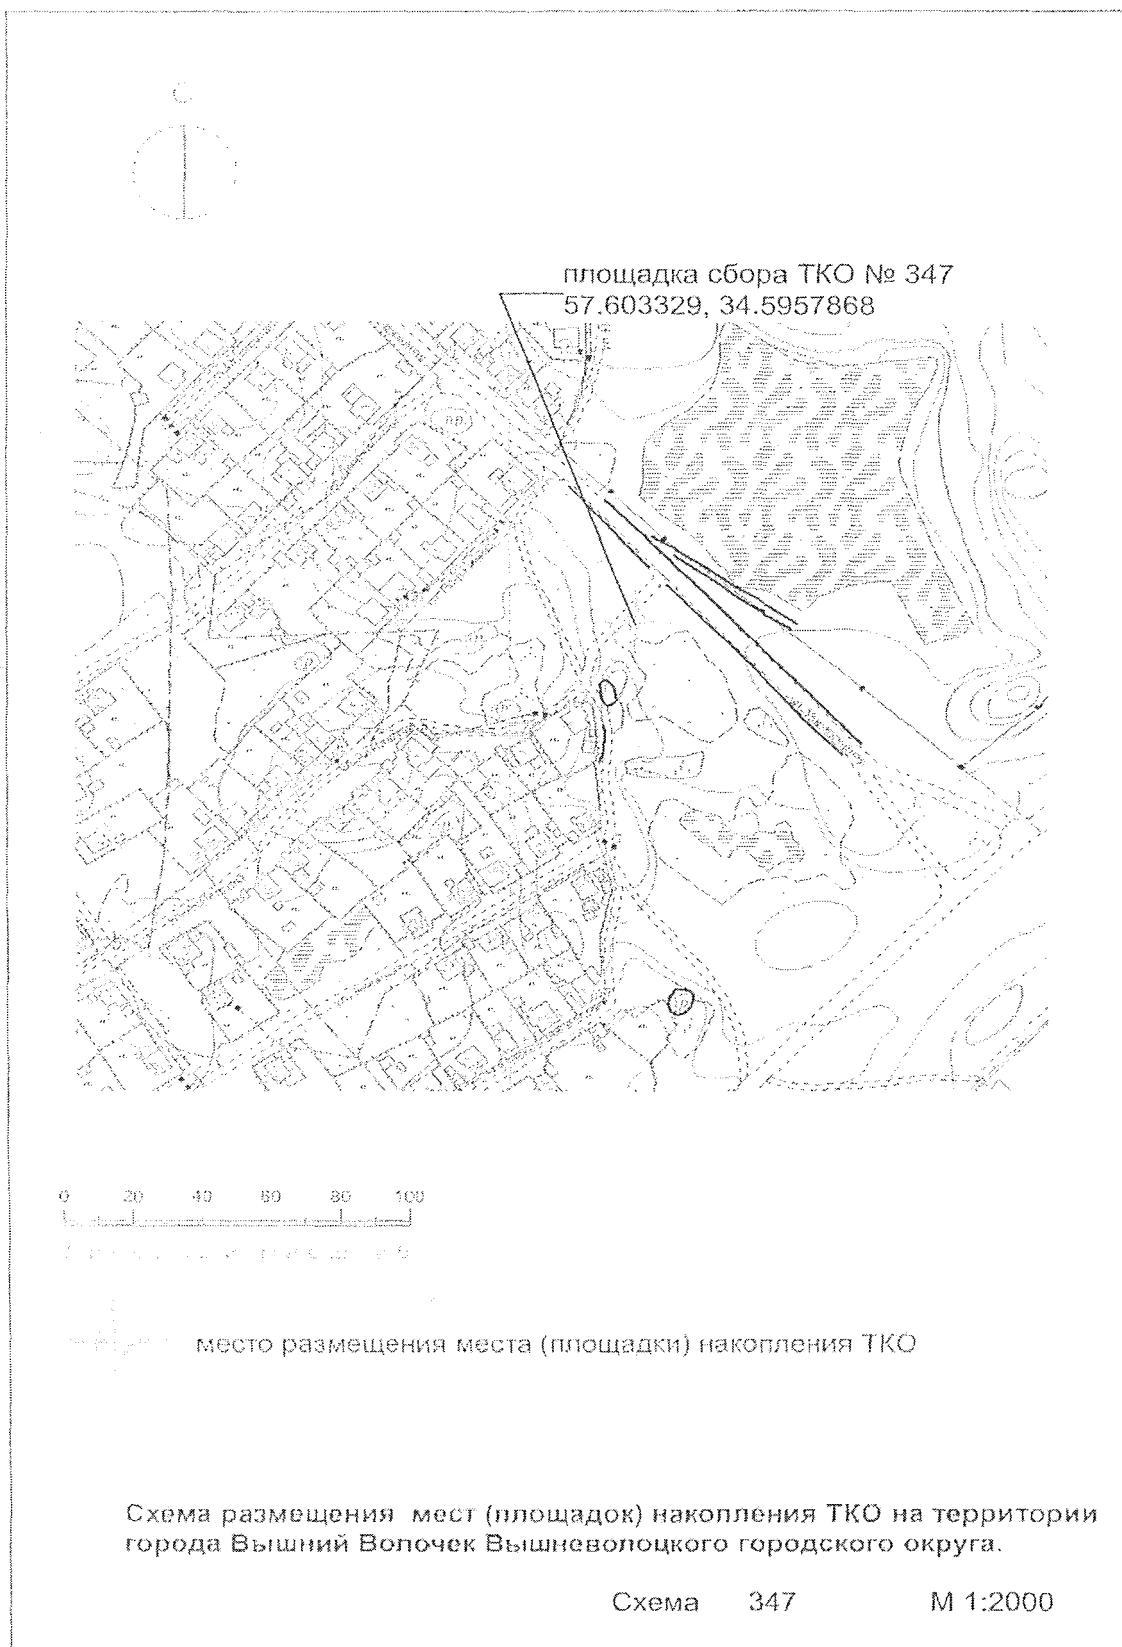 С
площадка сбора ТКО № 347
57.603329, 34.5957868
0 20 40 60 80 100
место размещения места (площадки) накопления ТКО
Схема размещения мест (площадок) накопления ТКО на территории
города Вышний Волочек Вышневолоцкого городского округа.
Схема 347 М 1:2000